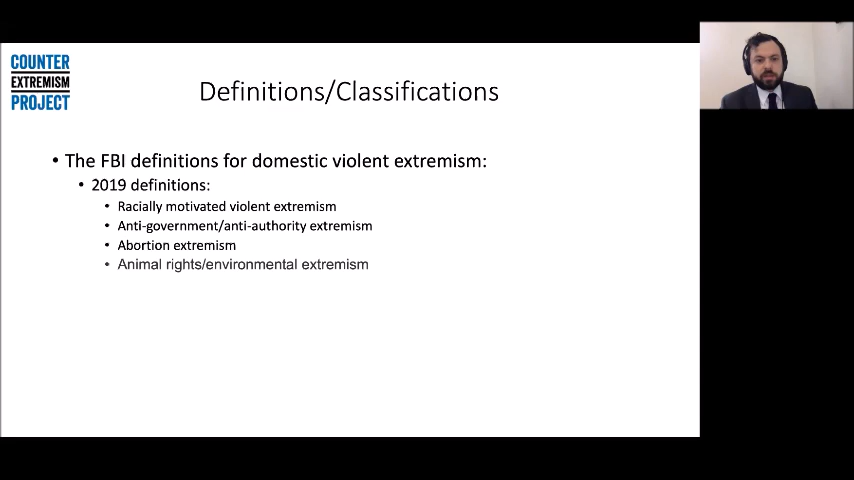 COUNTER
EXTREMISM
PROJECT
Definitions/Classifications
• The FBI definitions for domestic violent extremism:
• 2019 definitions:
• Racially motivated violent extremism
• Anti-government/anti-authority extremism
• Abortion extremism
• Animal rights/environmental extremism